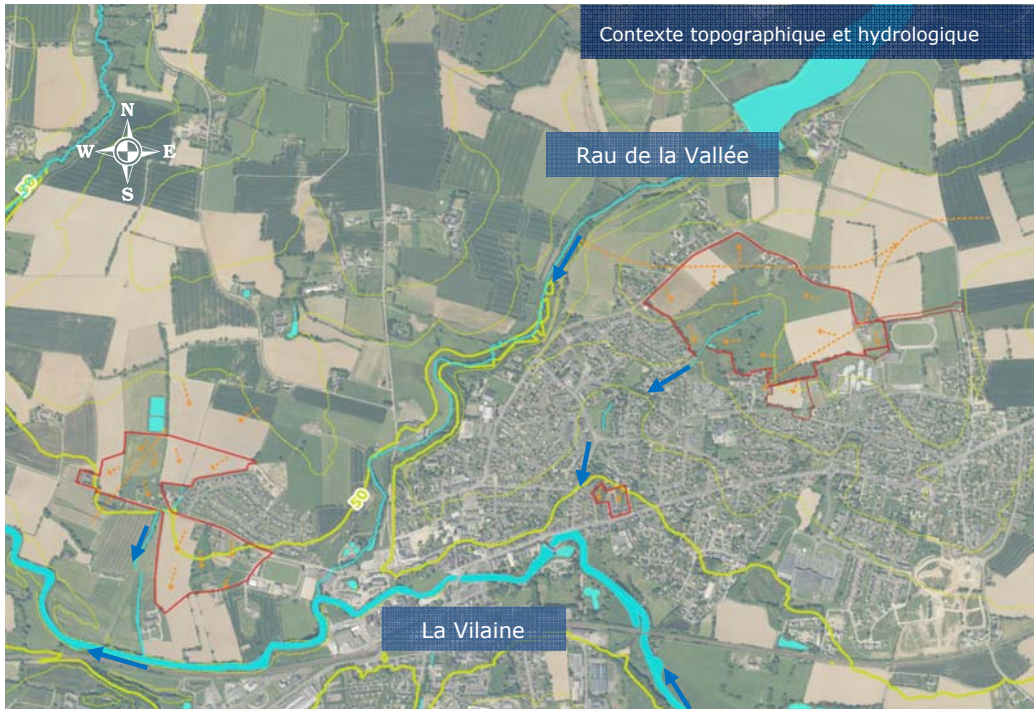 Contexte topographique et hydrologique
Rau de la Vallée
N
W E
S
50
50
La Vilaine